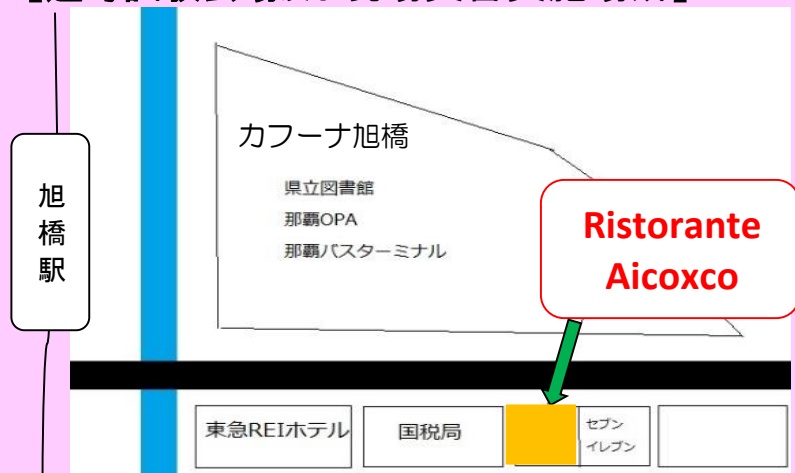 カフーナ旭橋
県立図書館
那覇OPA
那覇バスターミナル
旭橋駅
Ristorante
Aicoxco
東急REIホテル
国税局
セブン
イレブン